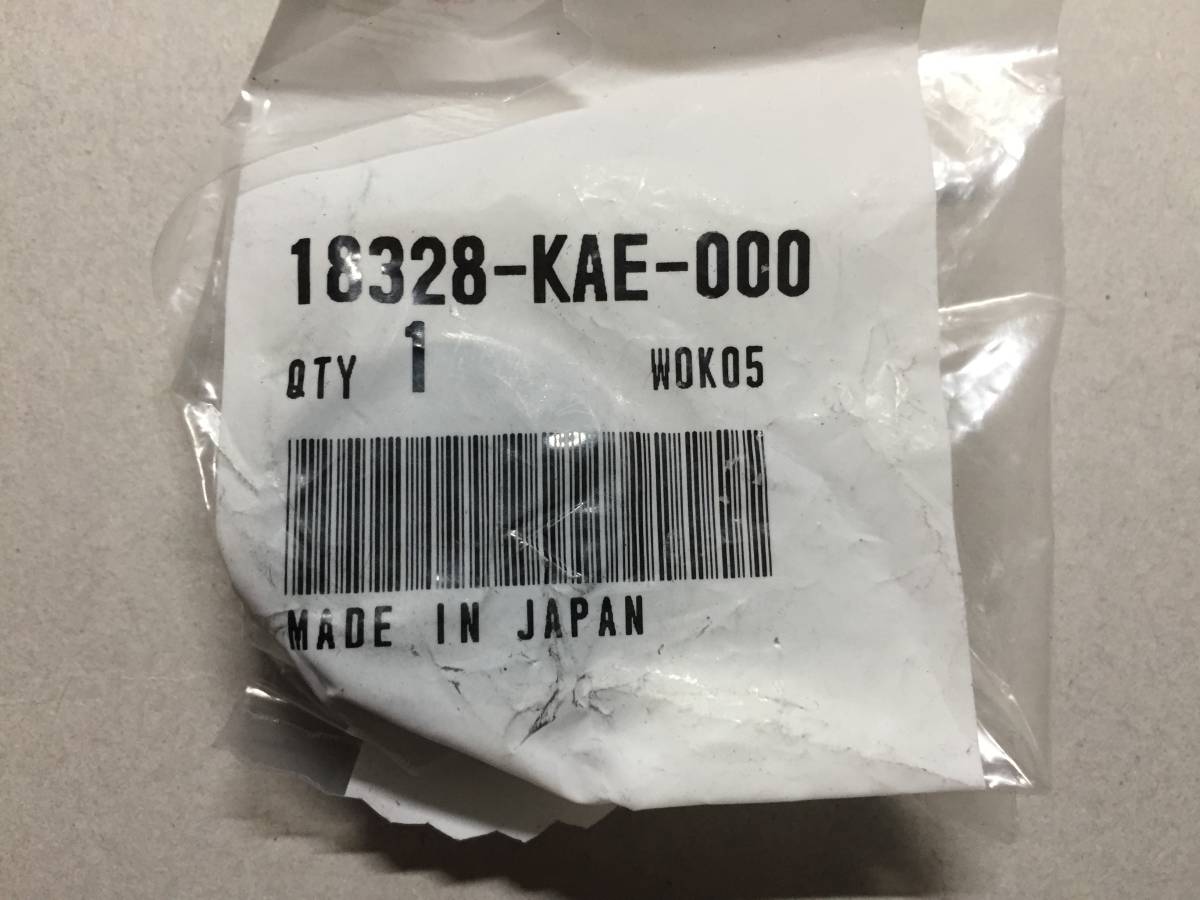 18328-KAE-000
QTY 1 W0K05
MADE IN JAPAN